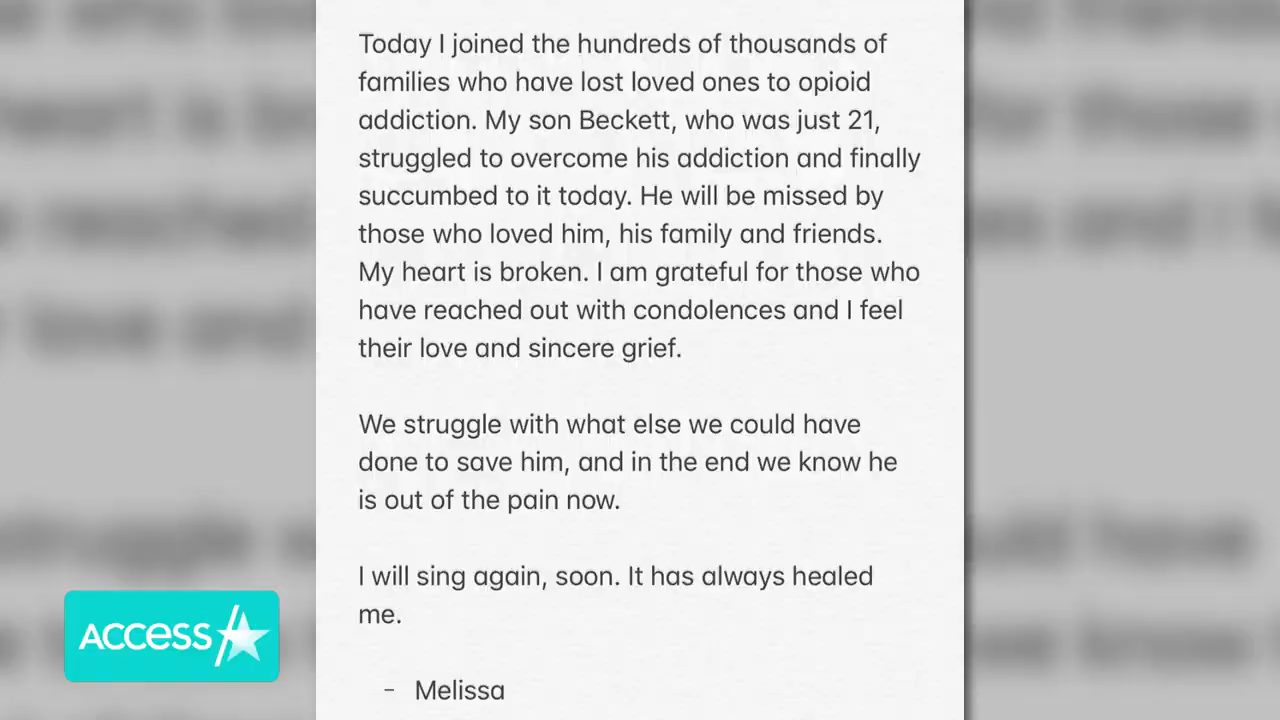 Today I joined the hundreds of thousands of
families who have lost loved ones to opioid
addiction. My son Beckett, who was just 21,
struggled to overcome his addiction and finally
succumbed to it today. He will be missed by
those who loved him, his family and friends.
My heart is broken. I am grateful for those who
have reached out with condolences and I feel
their love and sincere grief.
We struggle with what else we could have
done to save him, and in the end we know he
is out of the pain now.
I will sing again, soon. It has always healed
me.
- Melissa
ACCESS